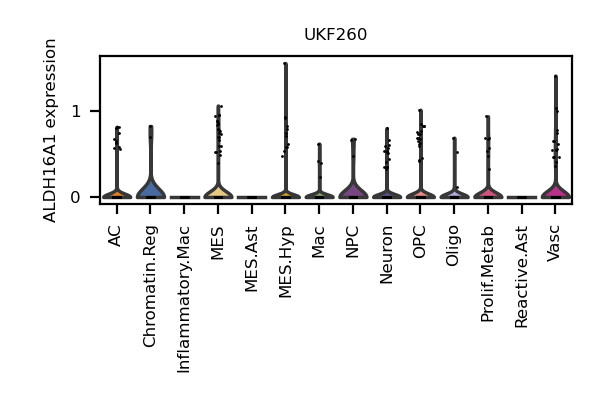 UKF260
ALDH16A1 expression
1
0
AC
Chromatin.Reg
Inflammatory.Mac
MES
MES.Ast
MES.Hyp
Mac
NPC
Neuron
OPC
Oligo
Prolif.Metab
Reactive.Ast
Vasc